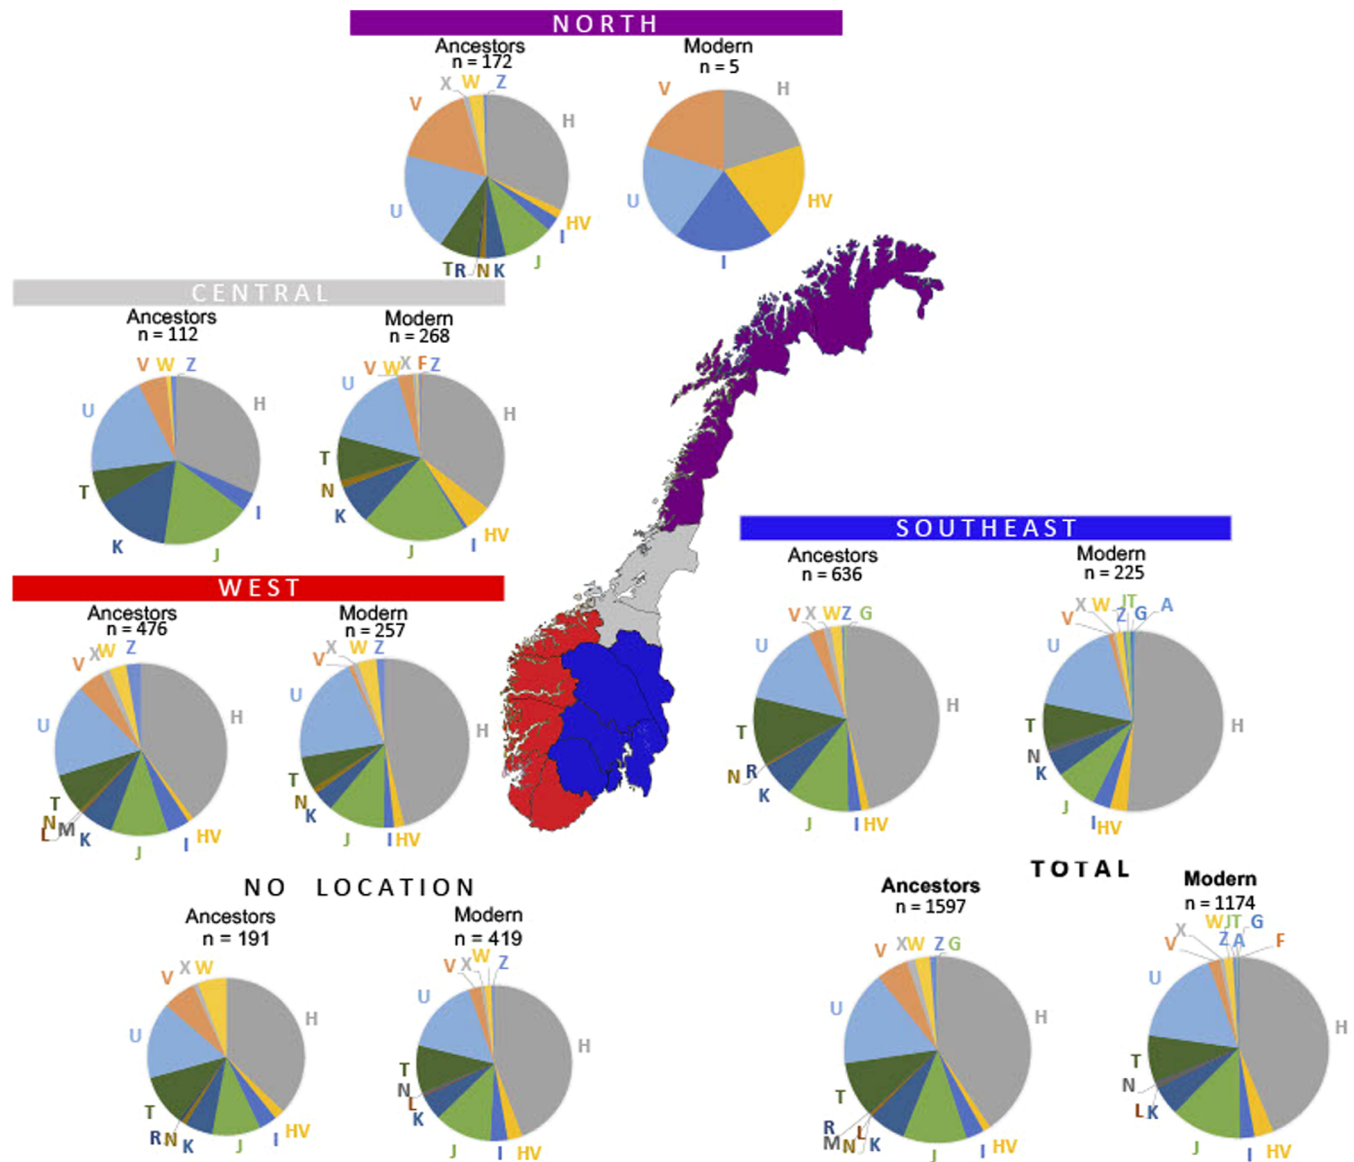 NORTH
Ancestors
n = 172
Modern
n = 5
X W Z
V H
U HV
I
T R N K J
V H
U HV
I
CENTRAL
Ancestors
n = 112
Modern
n = 268
V W Z
U H
T I
K J
V W X F Z
U H
T
N
K HV
J I
WEST
Ancestors
n = 476
Modern
n = 257
V X W Z
U H
T
N
L M K J I HV
V X W Z
U H
T
N
K J I HV
SOUTHEAST
Ancestors
n = 636
Modern
n = 225
V X W Z G
U H
T
N R
K J I HV
V X W Z JT G A
U H
T
N
K
J I HV
NO LOCATION
Ancestors
n = 191
Modern
n = 419
V X W
U H
T
R N K J I HV
V X W Z
U H
T
N
L
K
J I HV
TOTAL
Ancestors
n = 1597
Modern
n = 1174
V X W Z G
U H
T
R
M N L K J I HV
V X W Z JT A G F
U H
T
N
L K
J I HV